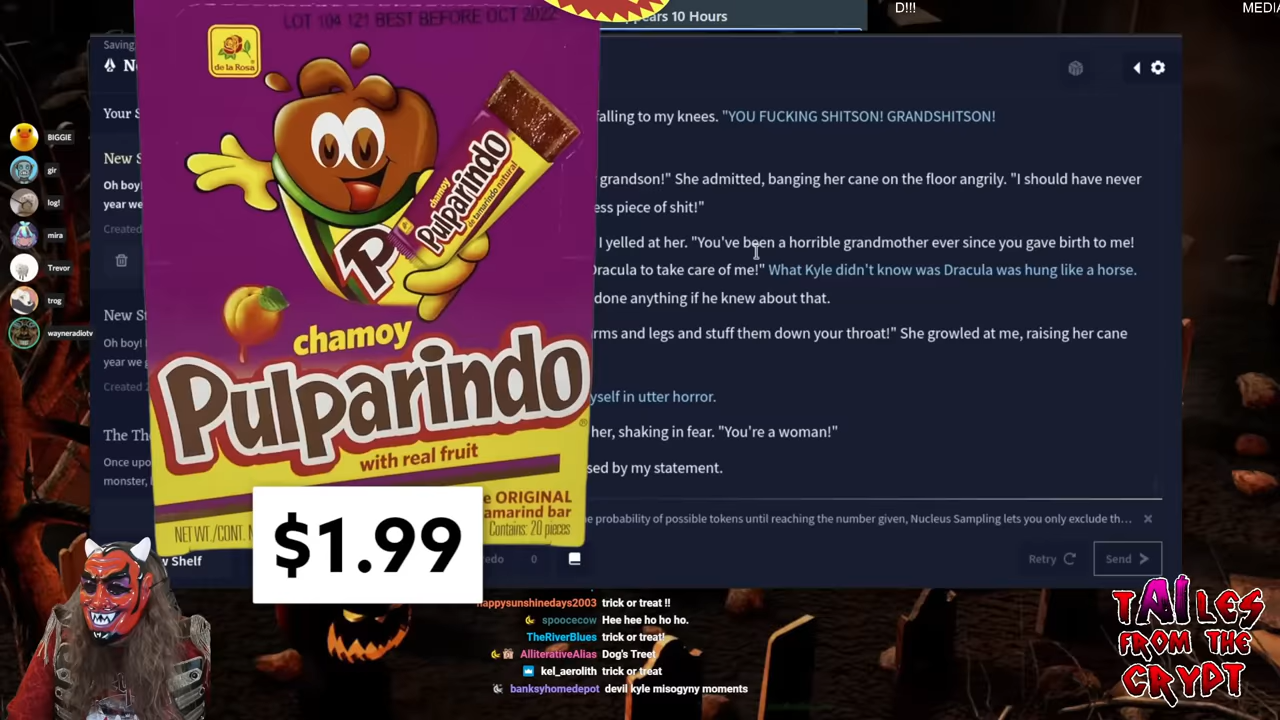 D!!!
MEDIA
LOT 104 121 BEST BEFORE OCT 2022
pears 10 Hours
Saving
de la Rosa
Your S
falling to my knees. "YOU FUCKING SHITSON! GRANDSHITSON!
BIGGIE
New S
gir
grandson!" She admitted, banging her cane on the floor angrily. "I should have never
Oh boy!
log!
year we
ess piece of shit!"
Created
mira
I yelled at her. "You've been a horrible grandmother ever since you gave birth to me!
Trevor
Dracula to take care of me!" What Kyle didn't know was Dracula was hung like a horse.
trog
done anything if he knew about that.
New St
wayneradiotv
rms and legs and stuff them down your throat!" She growled at me, raising her cane
Oh boy!
year we
Created
chamoy
Pulparindo
de tamarindo natural
P
chamoy
Pulparindo
with real fruit
yself in utter horror.
The Th
her, shaking in fear. "You're a woman!"
Once upo
sed by my statement.
monster,
e ORIGINAL
amarind bar
Contains: 20 pieces
NET WT./CONT. N
e probability of possible tokens until reaching the number given, Nucleus Sampling lets you only exclude th...
$1.99
w Shelf
edo
0
Retry
Send
happysunshinedays2003 trick or treat !!
spoocecow Hee hee ho ho ho.
TheRiverBlues trick or treat!
AlliterativeAlias Dog's Treet
kel_aerolith trick or treat
banksyhomedepot devil kyle misogyny moments
TAILES
FROM THE
CRYPT